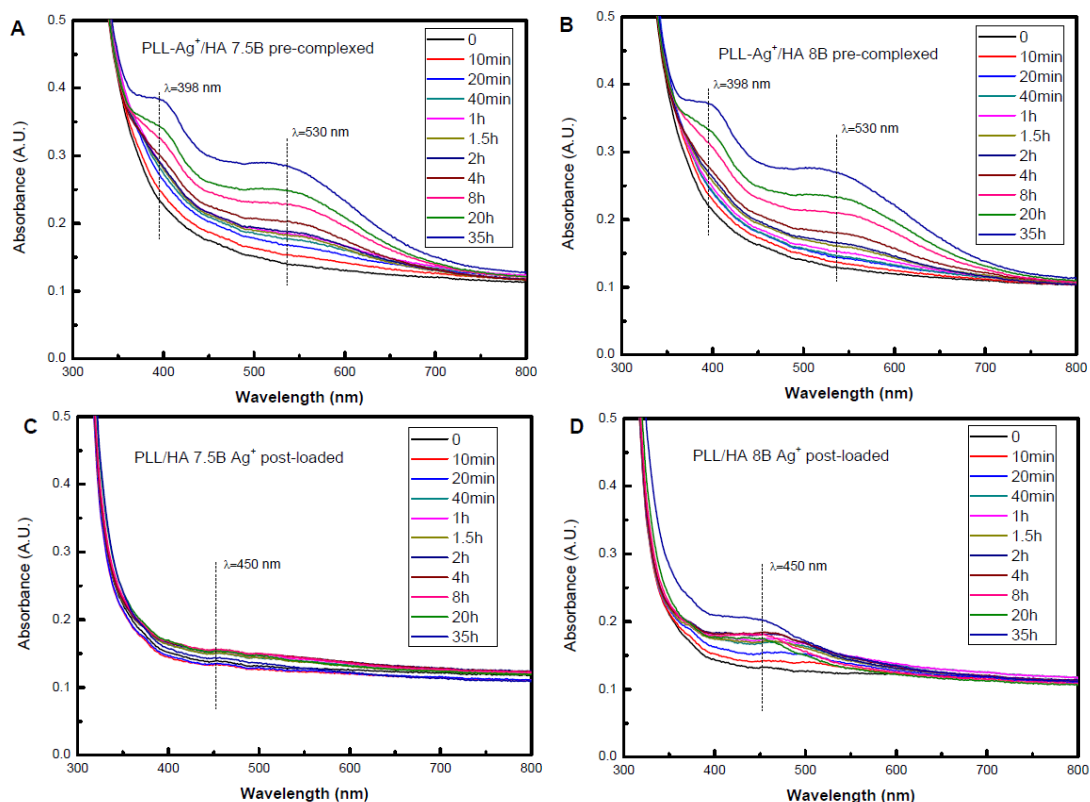 A
PLL-Ag⁺/HA 7.5B pre-complexed
λ=398 nm
λ=530 nm
0
10min
20min
40min
1h
1.5h
2h
4h
8h
20h
35h
0.5
0.4
0.3
0.2
0.1
0.0
Absorbance (A.U.)
300 400 500 600 700 800
Wavelength (nm)
B
PLL-Ag⁺/HA 8B pre-complexed
λ=398 nm
λ=530 nm
0
10min
20min
40min
1h
1.5h
2h
4h
8h
20h
35h
0.5
0.4
0.3
0.2
0.1
0.0
Absorbance (A.U.)
300 400 500 600 700 800
Wavelength (nm)
C
PLL/HA 7.5B Ag⁺ post-loaded
λ=450 nm
0
10min
20min
40min
1h
1.5h
2h
4h
8h
20h
35h
0.5
0.4
0.3
0.2
0.1
0.0
Absorbance (A.U.)
300 400 500 600 700 800
Wavelength (nm)
D
PLL/HA 8B Ag⁺ post-loaded
λ=450 nm
0
10min
20min
40min
1h
1.5h
2h
4h
8h
20h
35h
0.5
0.4
0.3
0.2
0.1
0.0
Absorbance (A.U.)
300 400 500 600 700 800
Wavelength (nm)